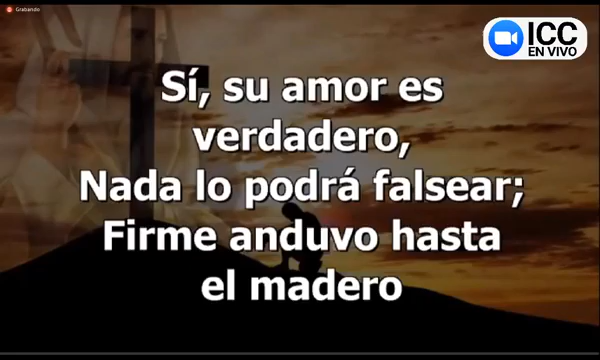 Grabando
ICC
EN VIVO
Sí, su amor es
verdadero,
Nada lo podrá falsear;
Firme anduvo hasta
el madero